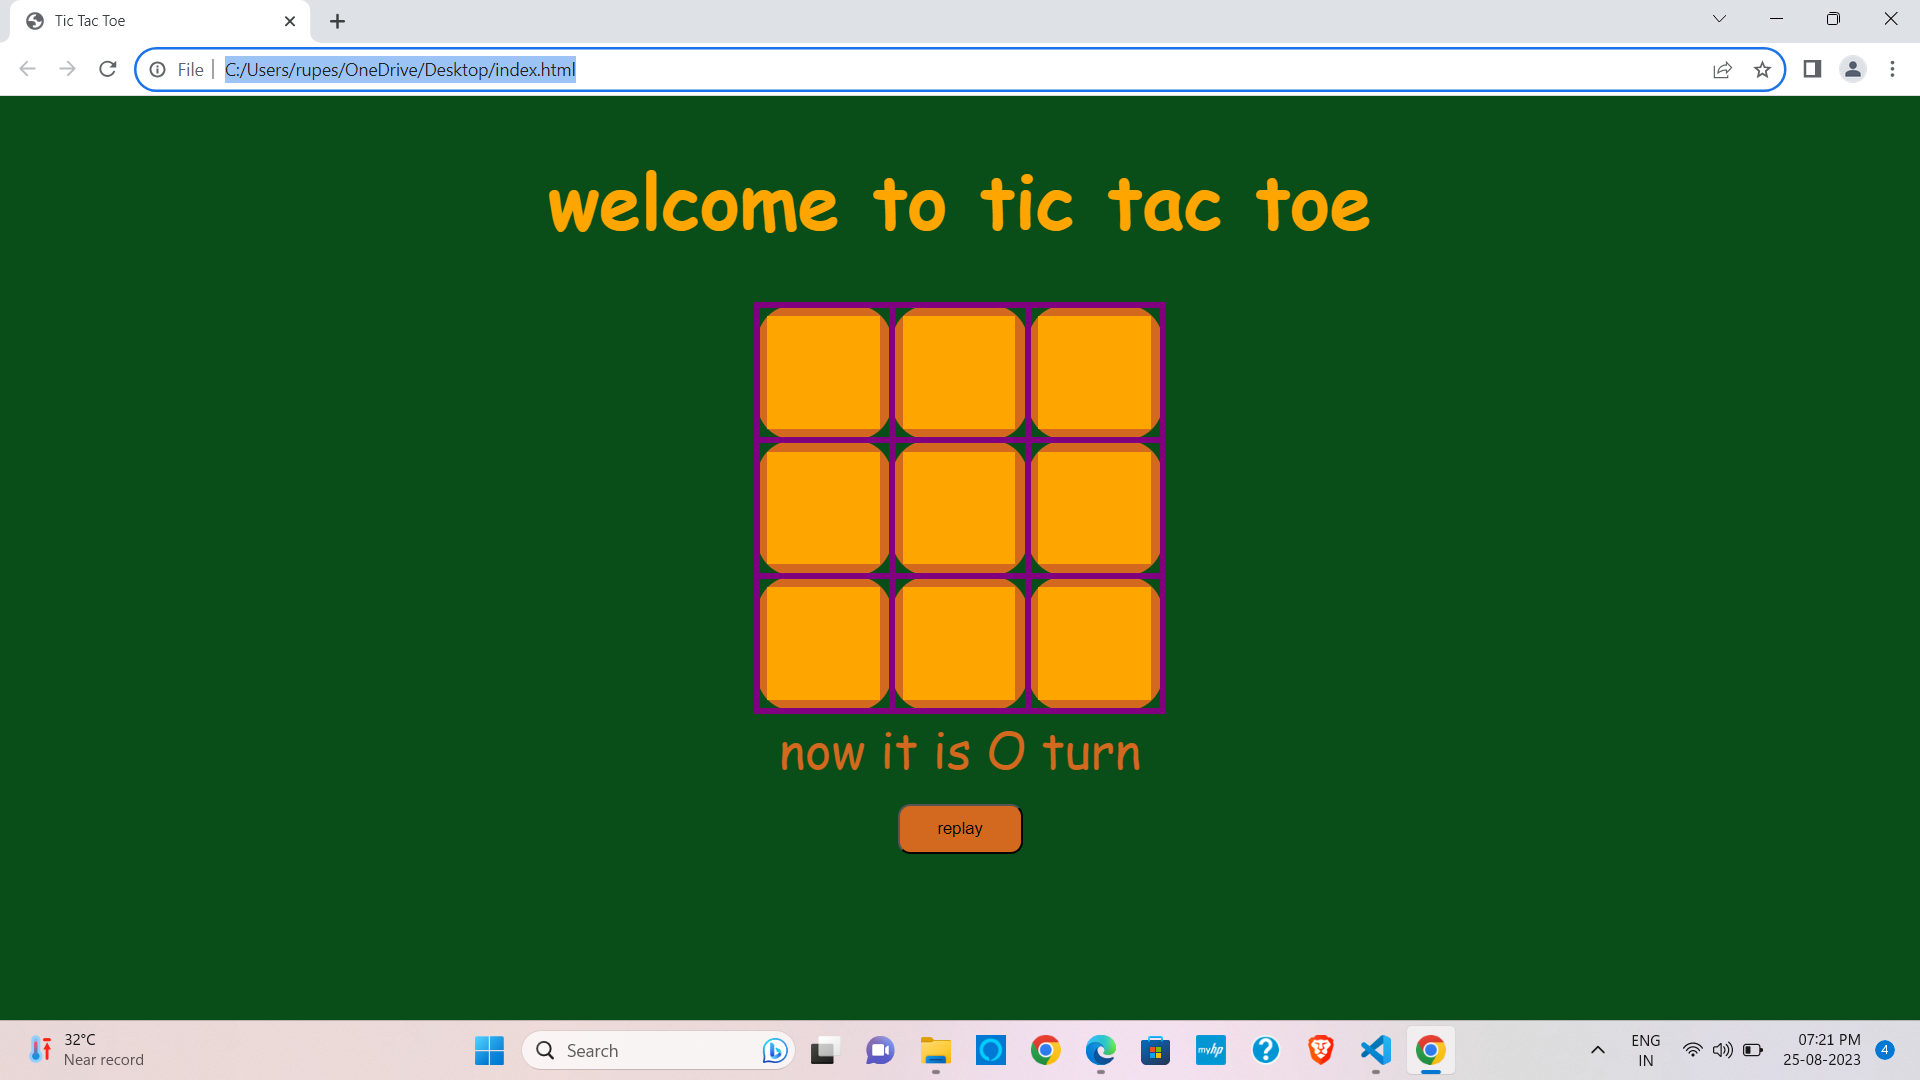 Tic Tac Toe
File C:/Users/rupes/OneDrive/Desktop/index.html
welcome to tic tac toe
now it is O turn
replay
32°C
Near record
Search
myhp
ENG
IN
07:21 PM
25-08-2023
4